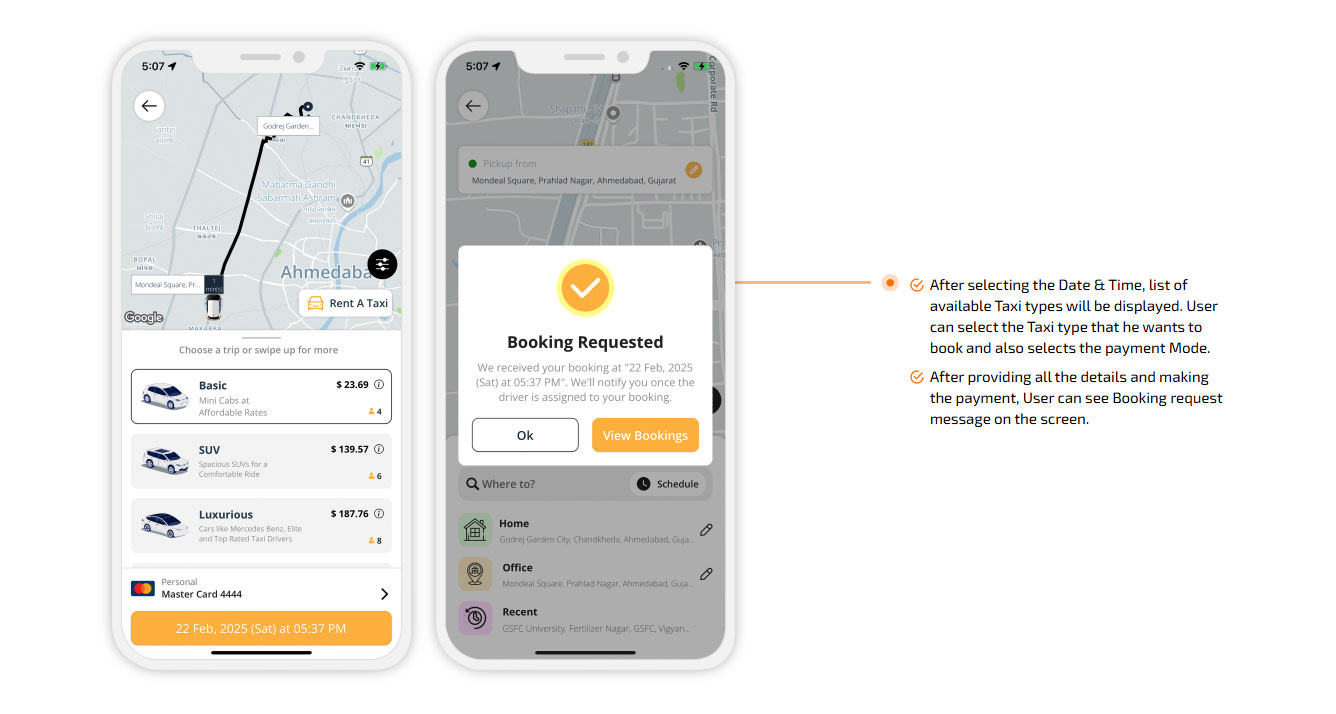 5:07
CHANDKHEDA
ચાંદખેડા
Godrej Garden...
41
Mahatma Gandhi
Sabarmati Ashram
THALTEJ
થલતેજ
BOPAL
બોપલ
Ahmedaba
Mondeal Square, Pr...
1
min(s)
Rent A Taxi
Google
MAKARBA
Choose a trip or swipe up for more
Basic
$ 23.69
Mini Cabs at
Affordable Rates
4
SUV
$ 139.57
Spacious SUVs for a
Comfortable Ride
6
Luxurious
$ 187.76
Cars like Mercedes Benz, Elite
and Top Rated Taxi Drivers
8
Personal
Master Card 4444
22 Feb, 2025 (Sat) at 05:37 PM
5:07
Corporate Rd
147
Pickup from
Mondeal Square, Prahlad Nagar, Ahmedabad, Gujarat
Booking Requested
We received your booking at "22 Feb, 2025
(Sat) at 05:37 PM". We'll notify you once the
driver is assigned to your booking.
Ok
View Bookings
Where to?
Schedule
Home
Godrej Garden City, Chandkheda, Ahmedabad, Guja...
Office
Mondeal Square, Prahlad Nagar, Ahmedabad, Guja...
Recent
GSFC University, Fertilizer Nagar, GSFC, Vigyan...
After selecting the Date & Time, list of
available Taxi types will be displayed. User
can select the Taxi type that he wants to
book and also selects the payment Mode.
After providing all the details and making
the payment, User can see Booking request
message on the screen.